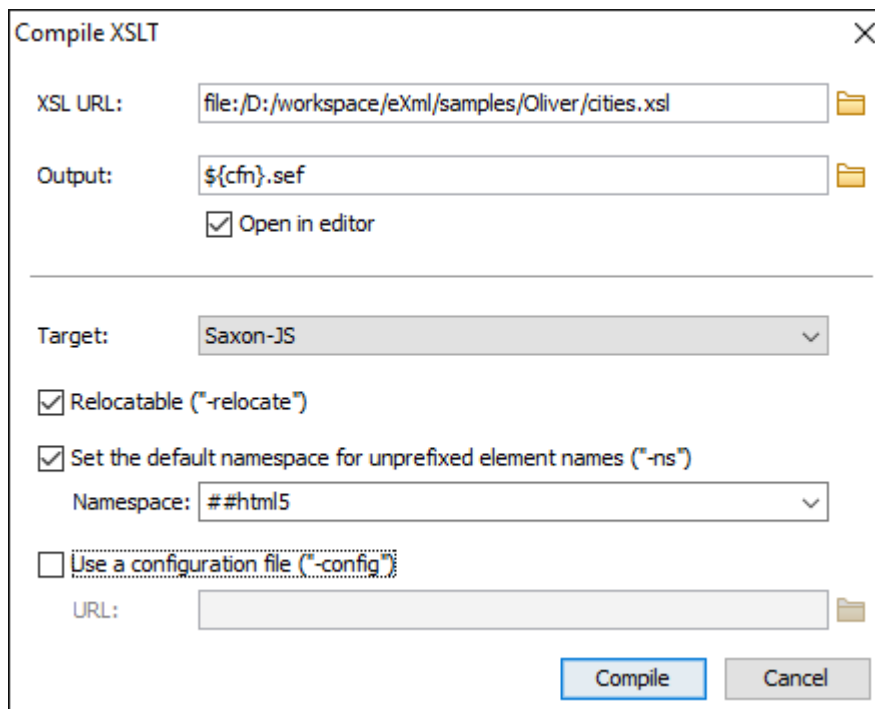 Compile XSLT
XSL URL: file:/D:/workspace/eXml/samples/Oliver/cities.xsl
Output: ${cfn}.sef
Open in editor
Target: Saxon-JS
Relocatable ("-relocate")
Set the default namespace for unprefixed element names ("-ns")
Namespace: ##html5
Use a configuration file ("-config")
URL:
Compile Cancel